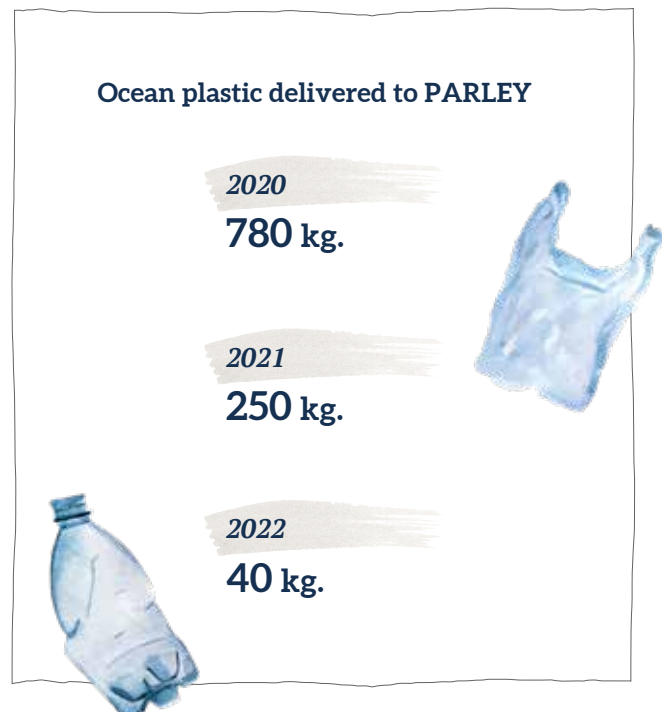 Ocean plastic delivered to PARLEY
2020
780 kg.
2021
250 kg.
2022
40 kg.